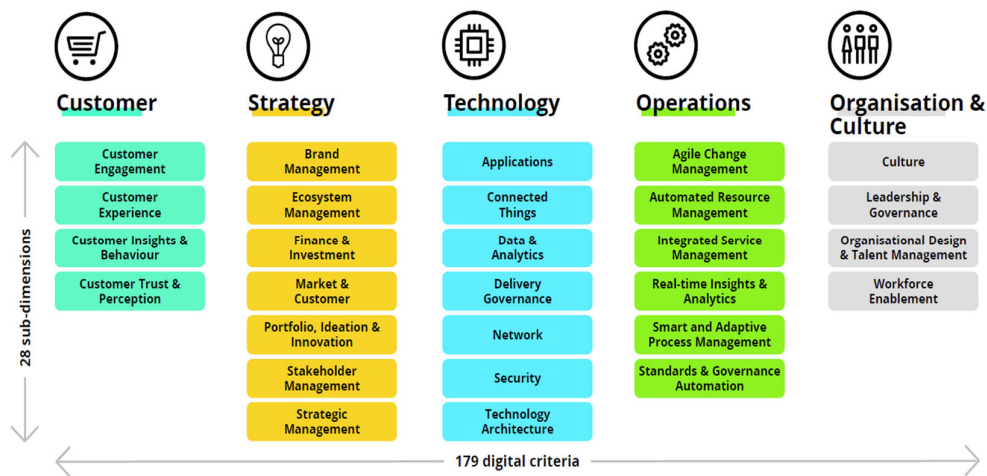 Customer
Customer
Engagement
Customer
Experience
Customer Insights &
Behaviour
Customer Trust &
Perception
Strategy
Brand
Management
Ecosystem
Management
Finance &
Investment
Market &
Customer
Portfolio, Ideation &
Innovation
Stakeholder
Management
Strategic
Management
Technology
Applications
Connected
Things
Data &
Analytics
Delivery
Governance
Network
Security
Technology
Architecture
Operations
Agile Change
Management
Automated Resource
Management
Integrated Service
Management
Real-time Insights &
Analytics
Smart and Adaptive
Process Management
Standards & Governance
Automation
Organisation &
Culture
Culture
Leadership &
Governance
Organisational Design
& Talent Management
Workforce
Enablement
28 sub-dimensions
179 digital criteria